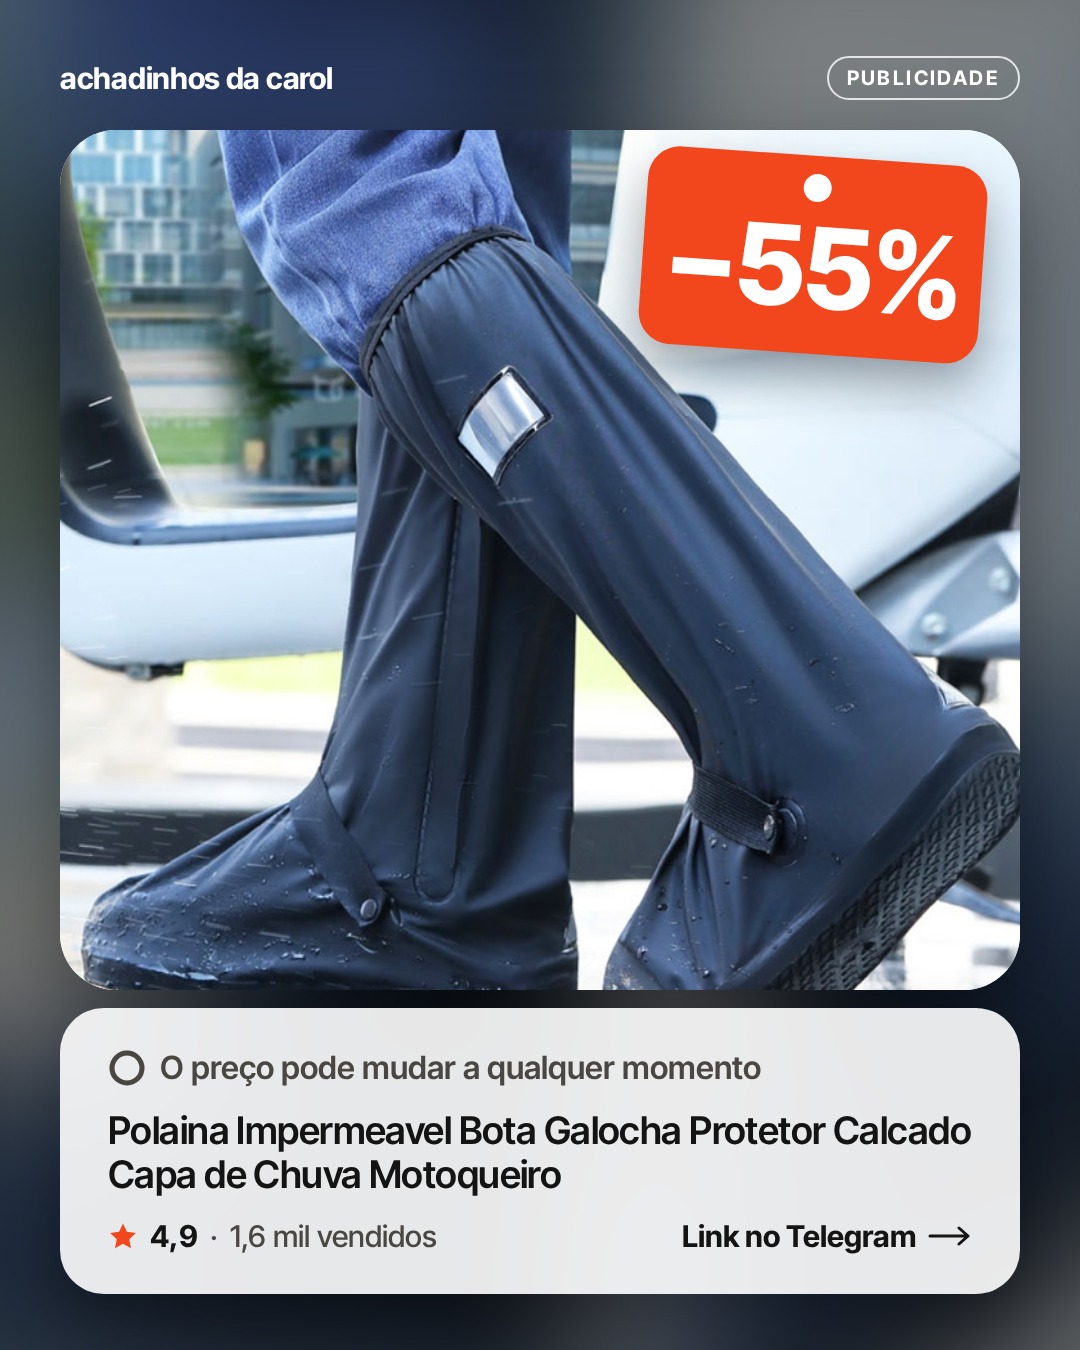 achadinhos da carol
PUBLICIDADE
-55%
O preço pode mudar a qualquer momento
Polaina Impermeavel Bota Galocha Protetor Calcado
Capa de Chuva Motoqueiro
4,9 · 1,6 mil vendidos
Link no Telegram →